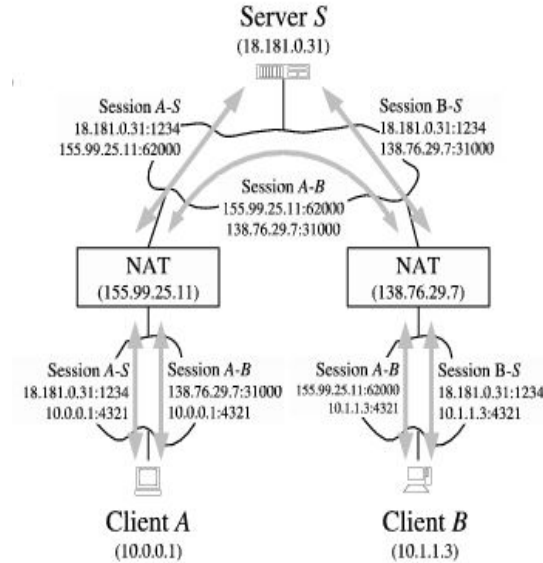 Server S
(18.181.0.31)
Session A-S
18.181.0.31:1234
155.99.25.11:62000
Session B-S
18.181.0.31:1234
138.76.29.7:31000
Session A-B
155.99.25.11:62000
138.76.29.7:31000
NAT
(155.99.25.11)
NAT
(138.76.29.7)
Session A-S
18.181.0.31:1234
10.0.0.1:4321
Session A-B
138.76.29.7:31000
10.0.0.1:4321
Session A-B
155.99.25.11:62000
10.1.1.3:4321
Session B-S
18.181.0.31:1234
10.1.1.3:4321
Client A
(10.0.0.1)
Client B
(10.1.1.3)